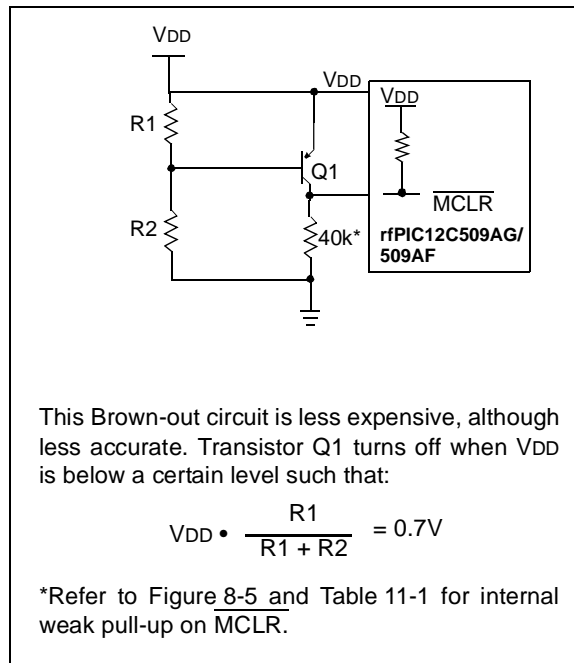 VDD
VDD
VDD
R1
Q1
MCLR
R2
40k*
rfPIC12C509AG/
509AF
This Brown-out circuit is less expensive, although
less accurate. Transistor Q1 turns off when VDD
is below a certain level such that:
VDD • R1 / R1 + R2 = 0.7V
*Refer to Figure 8-5 and Table 11-1 for internal
weak pull-up on MCLR.